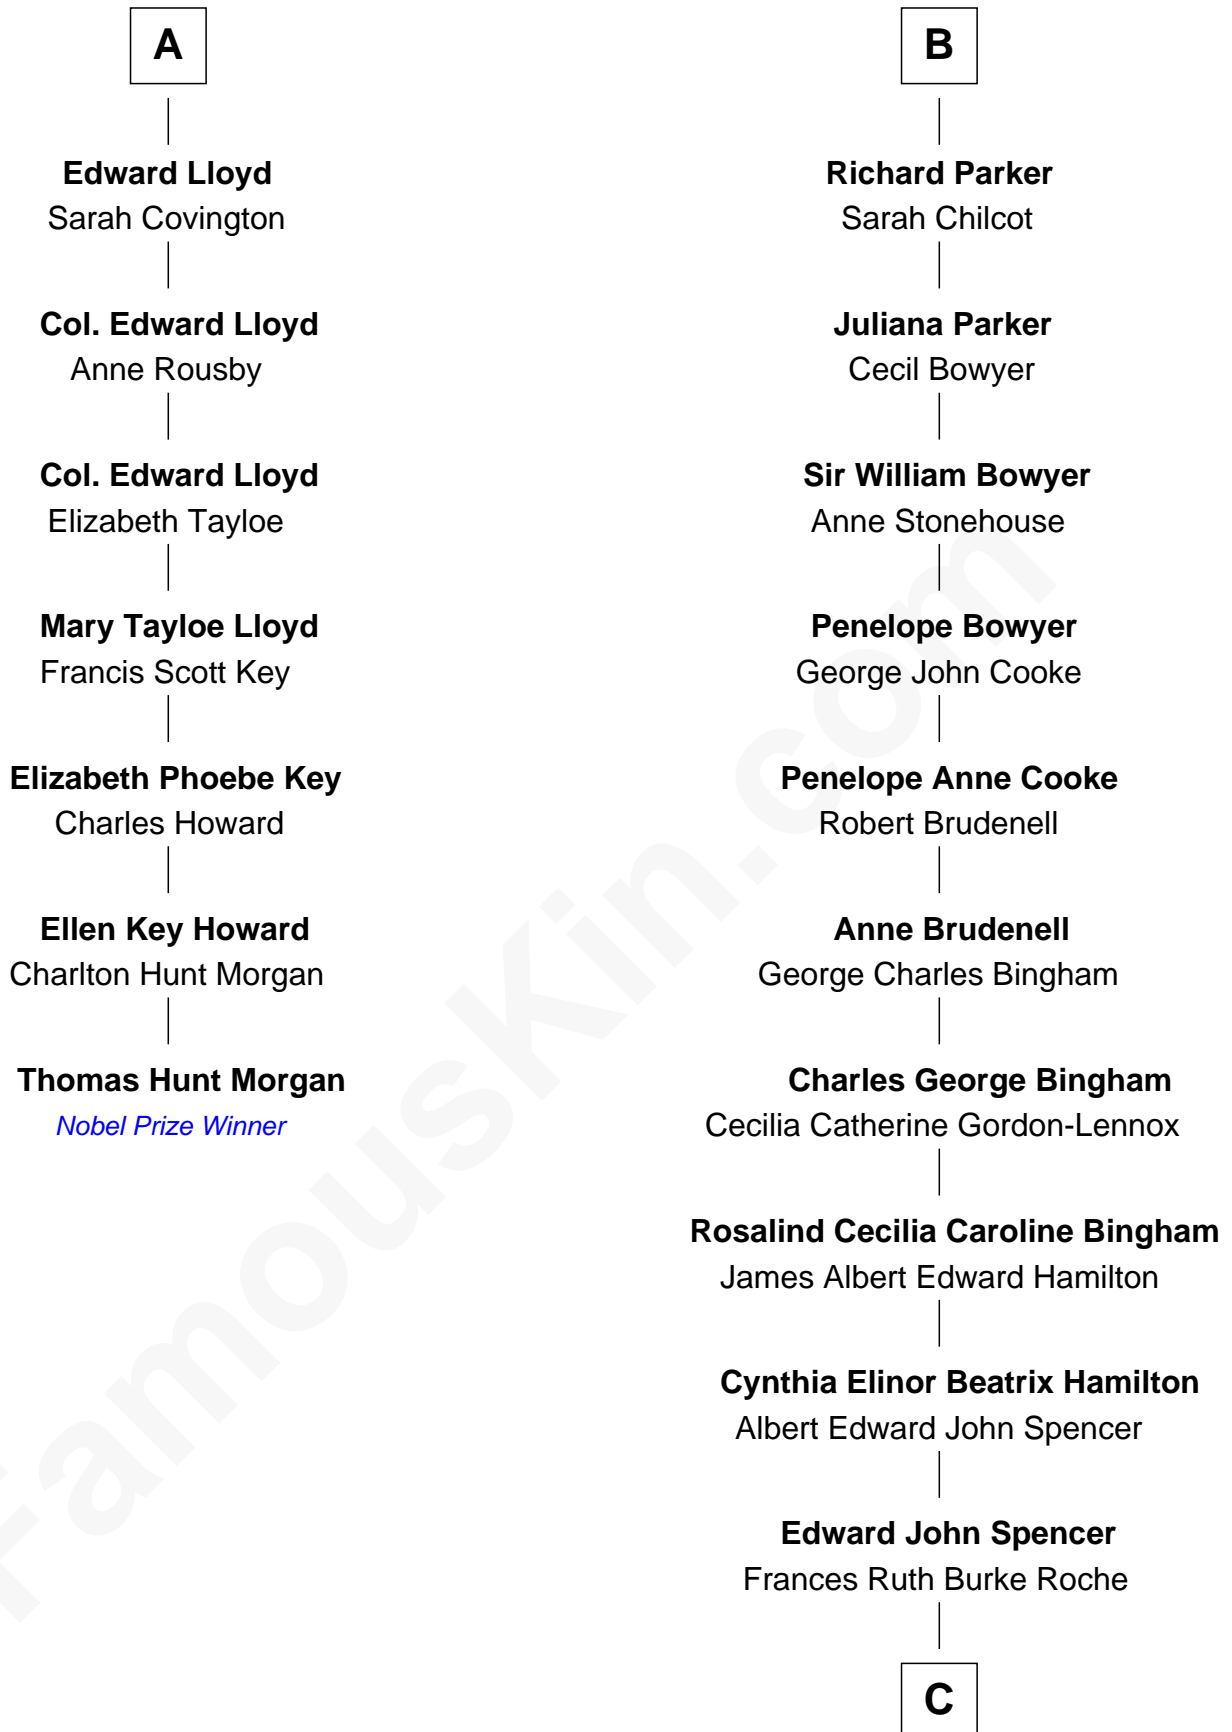 A
Edward Lloyd
Sarah Covington
Col. Edward Lloyd
Anne Rousby
Col. Edward Lloyd
Elizabeth Tayloe
Mary Tayloe Lloyd
Francis Scott Key
Elizabeth Phoebe Key
Charles Howard
Ellen Key Howard
Charlton Hunt Morgan
Thomas Hunt Morgan
Nobel Prize Winner
B
Richard Parker
Sarah Chilcot
Juliana Parker
Cecil Bowyer
Sir William Bowyer
Anne Stonehouse
Penelope Bowyer
George John Cooke
Penelope Anne Cooke
Robert Brudenell
Anne Brudenell
George Charles Bingham
Charles George Bingham
Cecilia Catherine Gordon-Lennox
Rosalind Cecilia Caroline Bingham
James Albert Edward Hamilton
Cynthia Elinor Beatrix Hamilton
Albert Edward John Spencer
Edward John Spencer
Frances Ruth Burke Roche
C
FamousKin.com